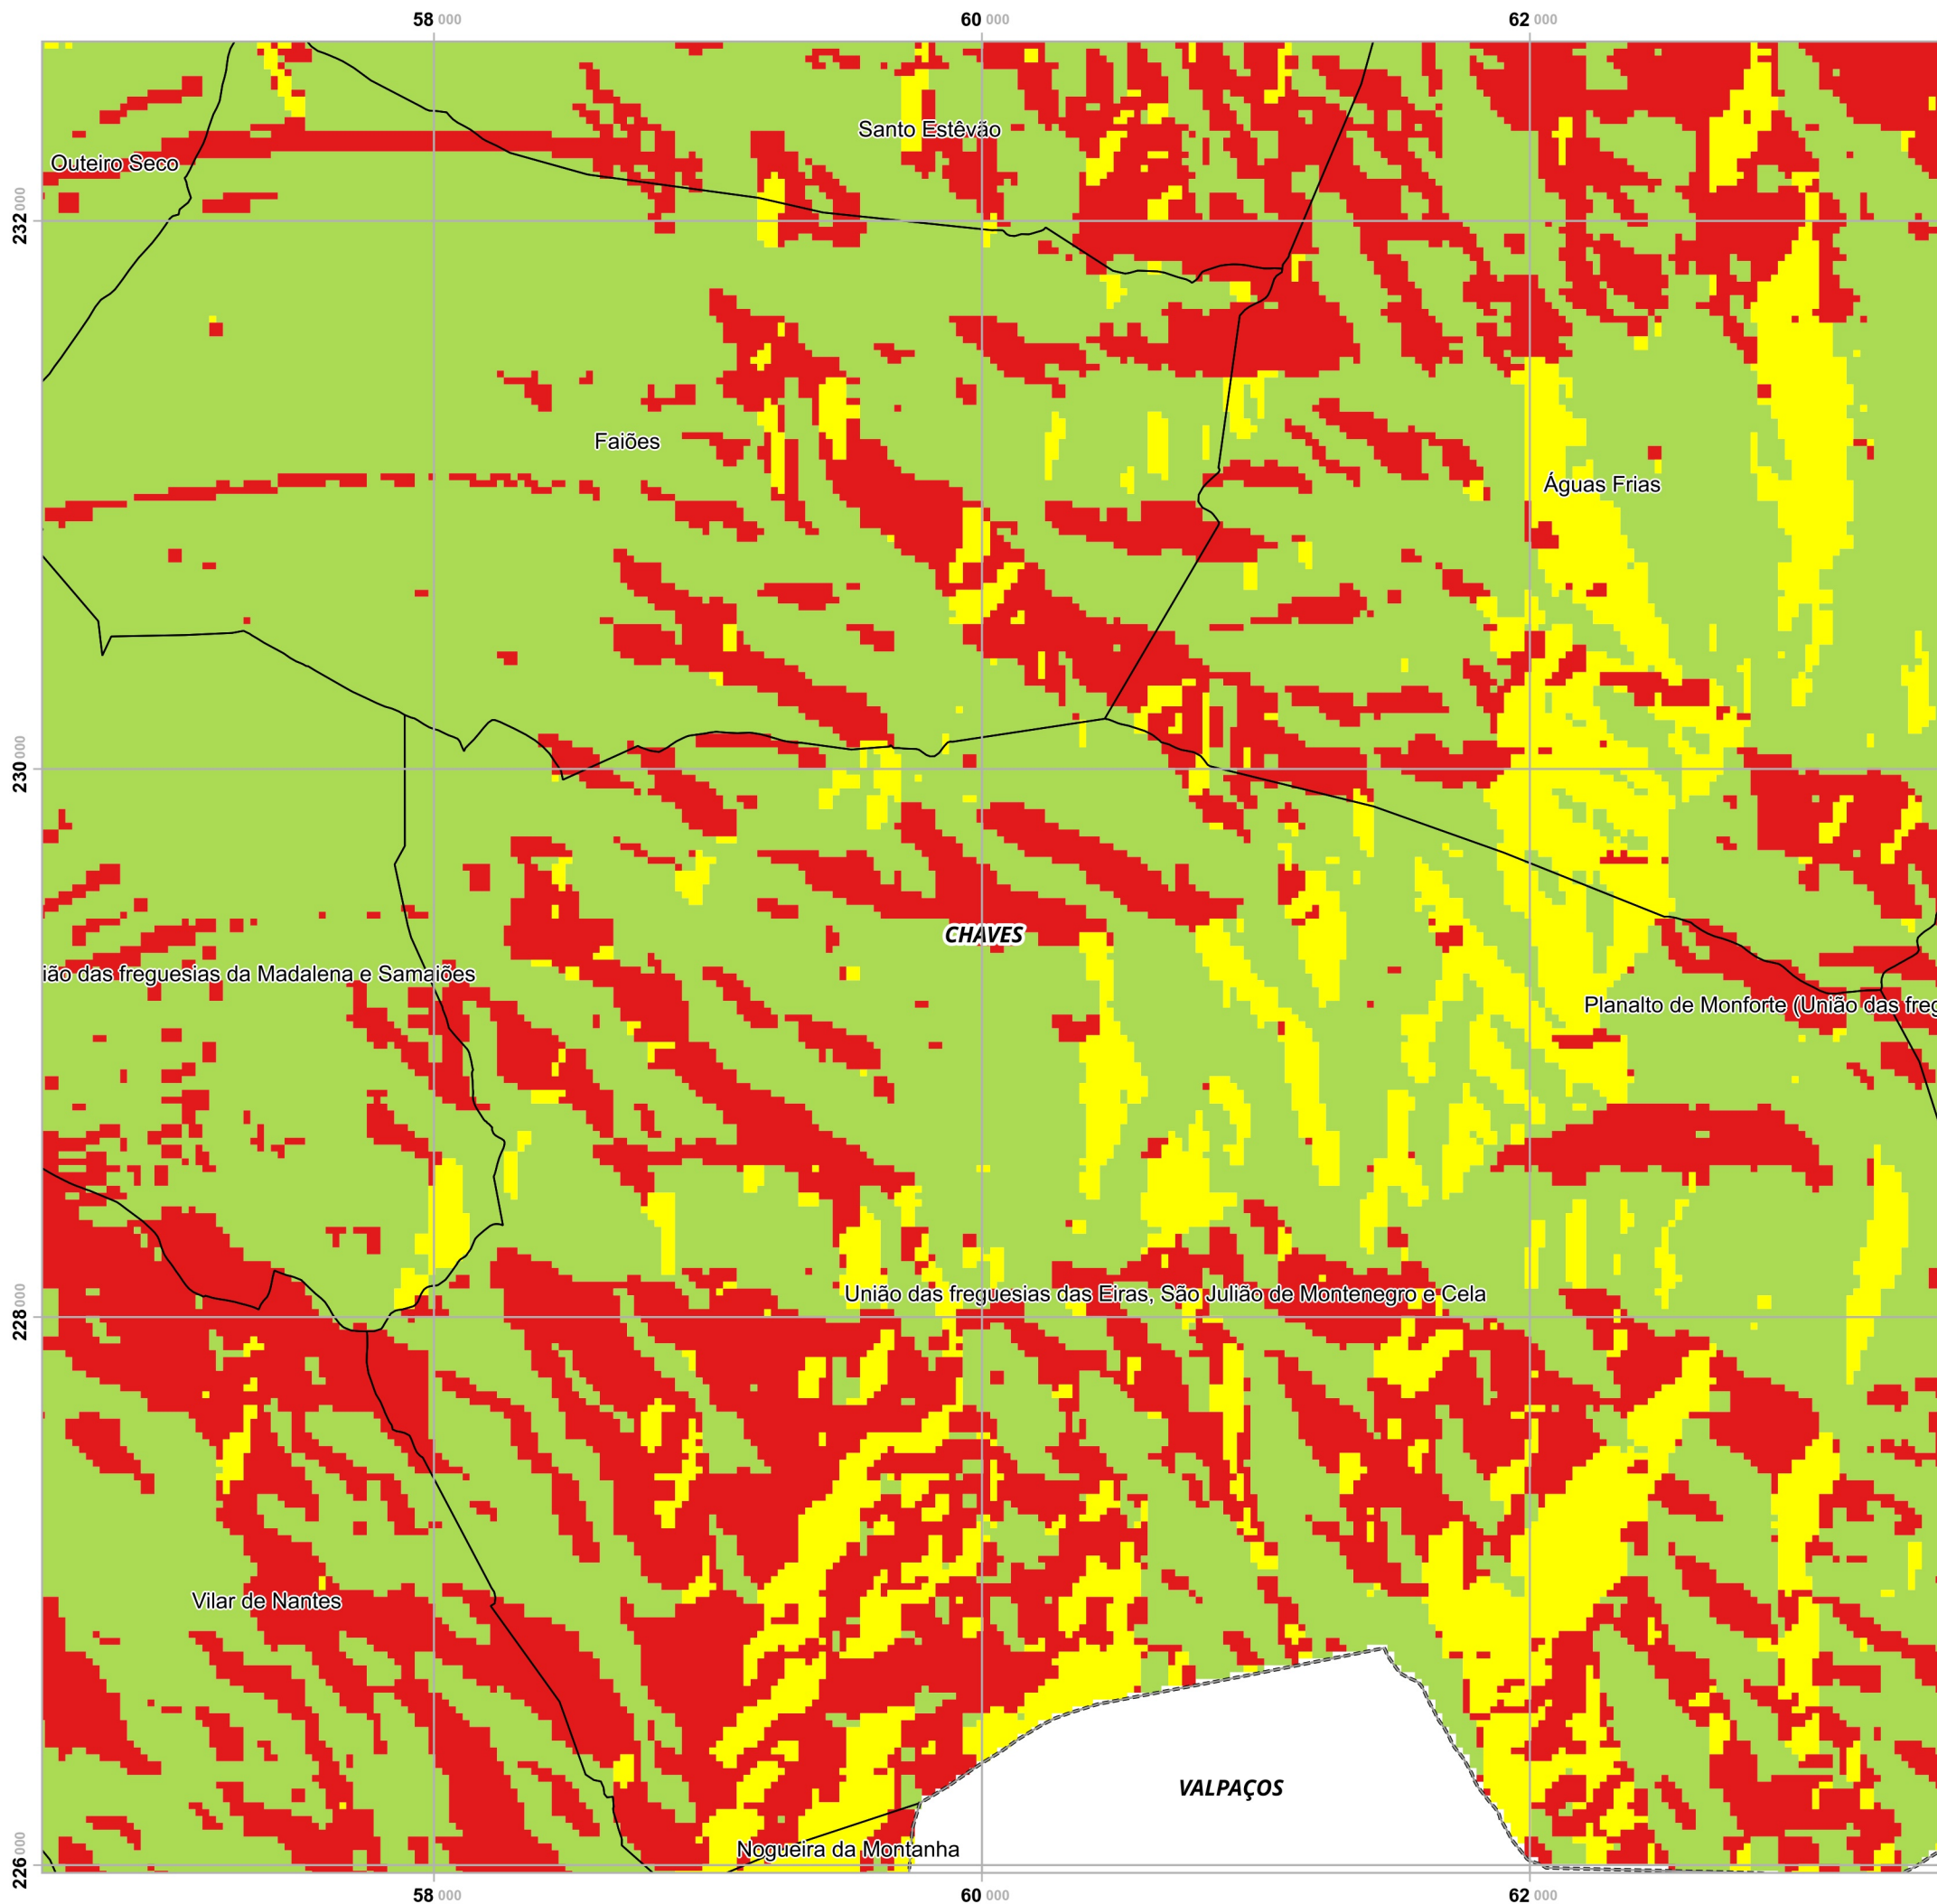 58 000 60 000 62 000
Santo Estêvão
Outeiro Seco
232 000
Faiões
Águas Frias
230 000
CHAVES
ião das freguesias da Madalena e Samaiões
Planalto de Monforte (União das freg
União das freguesias das Eiras, São Julião de Montenegro e Cela
228 000
Vilar de Nantes
VALPAÇOS
Nogueira da Montanha
226 000
58 000 60 000 62 000